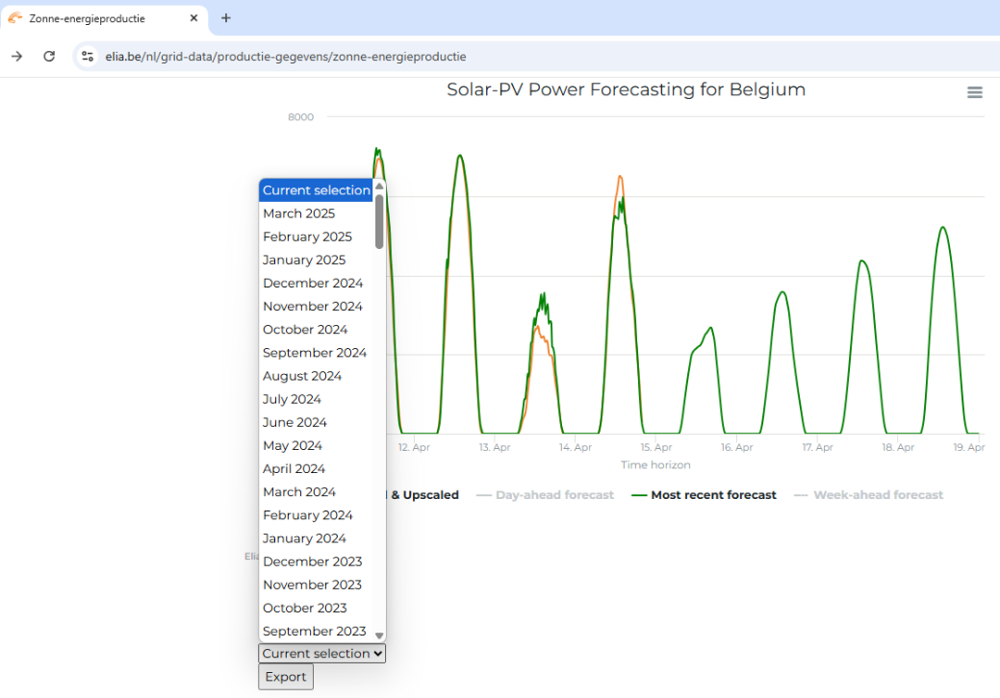 Zonne-energieproductie
elia.be/nl/grid-data/productie-gegevens/zonne-energieproductie
Solar-PV Power Forecasting for Belgium
8000
Current selection
March 2025
February 2025
January 2025
December 2024
November 2024
October 2024
September 2024
August 2024
July 2024
June 2024
May 2024
April 2024
March 2024
February 2024
January 2024
December 2023
November 2023
October 2023
September 2023
12. Apr 13. Apr 14. Apr 15. Apr 16. Apr 17. Apr 18. Apr 19. Apr
Time horizon
& Upscaled Day-ahead forecast Most recent forecast Week-ahead forecast
Current selection
Export